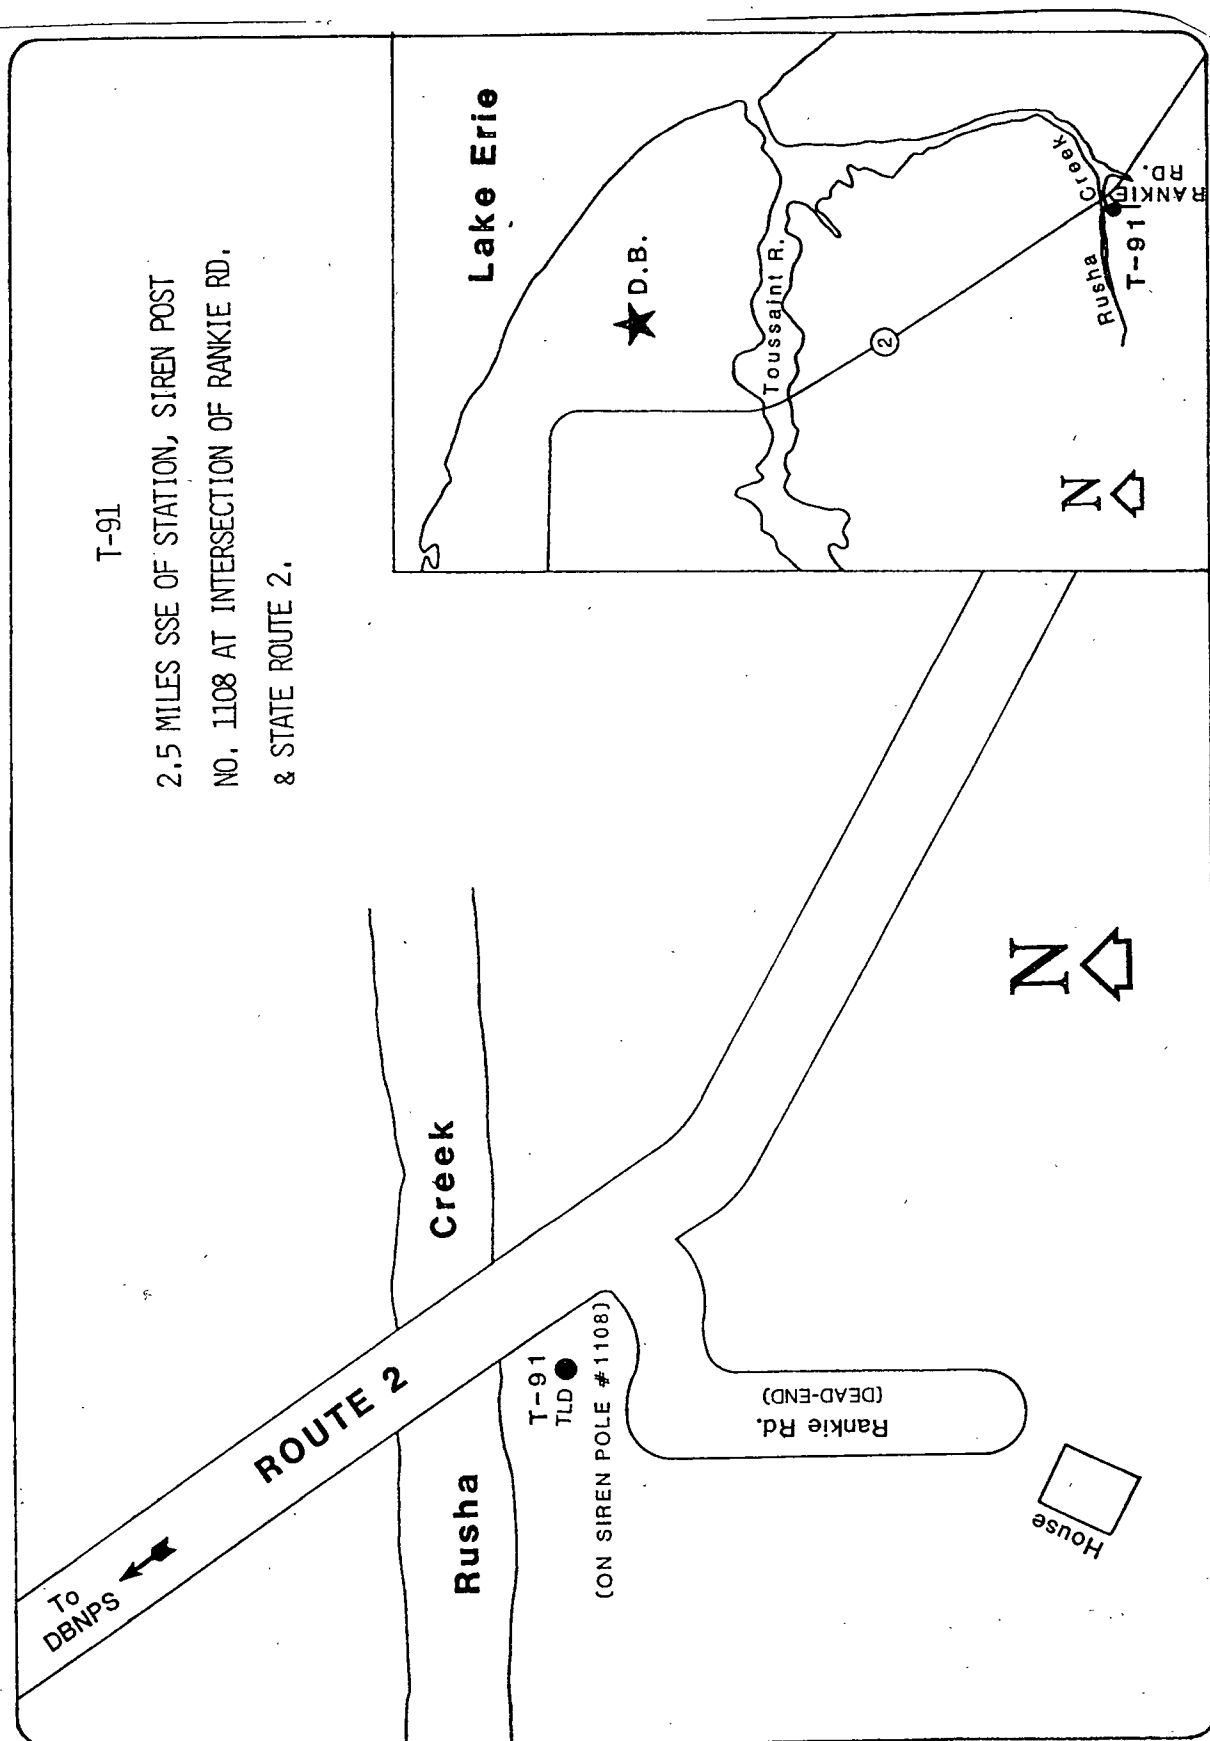 T-91
2.5 MILES SSE OF STATION, SIREN POST
NO. 1108 AT INTERSECTION OF RANKIE RD.
& STATE ROUTE 2.
To
DBNPS
ROUTE 2
Rusha Creek
T-91
TLD
(ON SIREN POLE #1108)
Rankie Rd.
(DEAD-END)
House
N
Lake Erie
D.B.
Toussaint R.
2
Rusha Creek
T-91
RANKIE
RD.
N